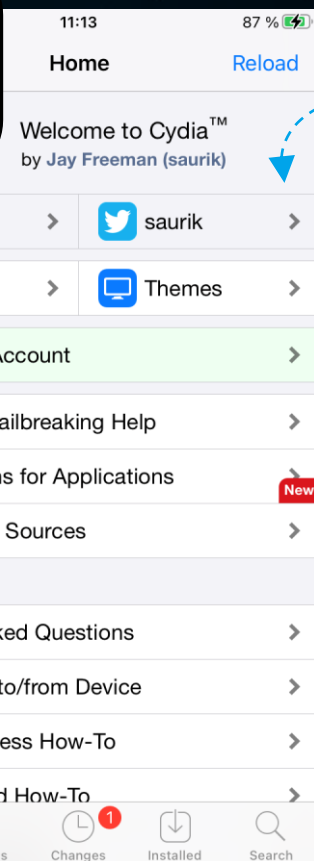 11:13
87 %
Home
Reload
Welcome to Cydia™
by Jay Freeman (saurik)
saurik
Themes
Account
ailbreaking Help
ns for Applications
New
Sources
ked Questions
to/from Device
ess How-To
d How-To
1
s Changes Installed Search